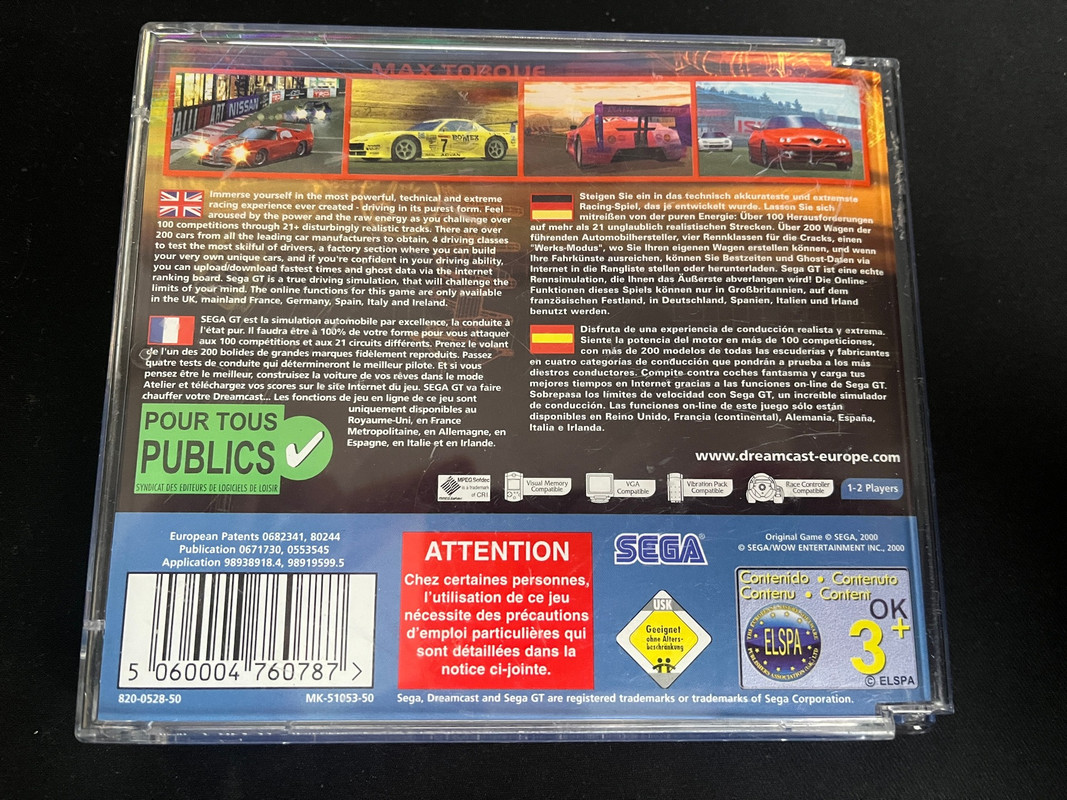 MAX TORQUE
NISSAN
7
Immerse yourself in the most powerful, technical and extreme
racing experience ever created - driving in its purest form. Feel
aroused by the power and the raw energy as you challenge over
100 competitions through 21+ disturbingly realistic tracks. There are over
200 cars from all the leading car manufacturers to obtain, 4 driving classes
to test the most skilful of drivers, a factory section where you can build
your very own unique cars, and if you're confident in your driving ability,
you can upload/download fastest times and ghost data via the internet
ranking board. Sega GT is a true driving simulation, that will challenge the
limits of your mind. The online functions for this game are only available
in the UK, mainland France, Germany, Spain, Italy and Ireland.
SEGA GT est la simulation automobile par excellence, la conduite à
l'état pur. Il faudra être à 100% de votre forme pour vous attaquer
aux 100 compétitions et aux 21 circuits différents. Prenez le volant
de l'un des 200 bolides de grandes marques fidèlement reproduits. Passez
quatre tests de conduite qui détermineront le meilleur pilote. Et si vous
pensez être le meilleur, construisez la voiture de vos rêves dans le mode
Atelier et téléchargez vos scores sur le site Internet du jeu. SEGA GT va faire
chauffer votre Dreamcast... Les fonctions de jeu en ligne de ce jeu sont
uniquement disponibles au
Royaume-Uni, en France
Metropolitaine, en Allemagne, en
Espagne, en Italie et en Irlande.
POUR TOUS
PUBLICS
SYNDICAT DES EDITEURS DE LOGICIELS DE LOISIR
Steigen Sie ein in das technisch akkurateste und extremste
Racing-Spiel, das je entwickelt wurde. Lassen Sie sich
mitreißen von der puren Energie: Über 100 Herausforderungen
auf mehr als 21 unglaublich realistischen Strecken. Über 200 Wagen der
führenden Automobilhersteller, vier Rennklassen für die Cracks, einen
"Werks-Modus", wo Sie Ihren eigenen Wagen erstellen können, und wenn
Ihre Fahrkünste ausreichen, können Sie Bestzeiten und Ghost-Daten via
Internet in die Rangliste stellen oder herunterladen. Sega GT ist eine echte
Rennsimulation, die Ihnen das Äußerste abverlangen wird! Die Online-
Funktionen dieses Spiels können nur in Großbritannien, auf dem
französischen Festland, in Deutschland, Spanien, Italien und Irland
benutzt werden.
Disfruta de una experiencia de conducción realista y extrema.
Siente la potencia del motor en más de 100 competiciones,
con más de 200 modelos de todas las escuderías y fabricantes
en cuatro categorías de conducción que pondrán a prueba a los más
diestros conductores. Compite contra coches fantasma y carga tus
mejores tiempos en Internet gracias a las funciones on-line de Sega GT.
Sobrepasa los límites de velocidad con Sega GT, un increíble simulador
de conducción. Las funciones on-line de este juego sólo están
disponibles en Reino Unido, Francia (continental), Alemania, España,
Italia e Irlanda.
www.dreamcast-europe.com
MPEG Sofdec
is a trademark
of CRI
Visual Memory
Compatible
VGA
Compatible
Vibration Pack
Compatible
Race Controller
Compatible
1-2 Players
European Patents 0682341, 80244
Publication 0671730, 0553545
Application 98938918.4, 98919599.5
5 060004 760787 >
820-0528-50
MK-51053-50
ATTENTION
Chez certaines personnes,
l'utilisation de ce jeu
nécessite des précautions
d'emploi particulières qui
sont détaillées dans la
notice ci-jointe.
SEGA
USK
Geeignet
ohne Alters-
beschränkung
Original Game © SEGA, 2000
© SEGA/WOW ENTERTAINMENT INC., 2000
Contenido • Contenuto
Contenu • Content
OK
3+
ELSPA
© ELSPA
Sega, Dreamcast and Sega GT are registered trademarks or trademarks of Sega Corporation.